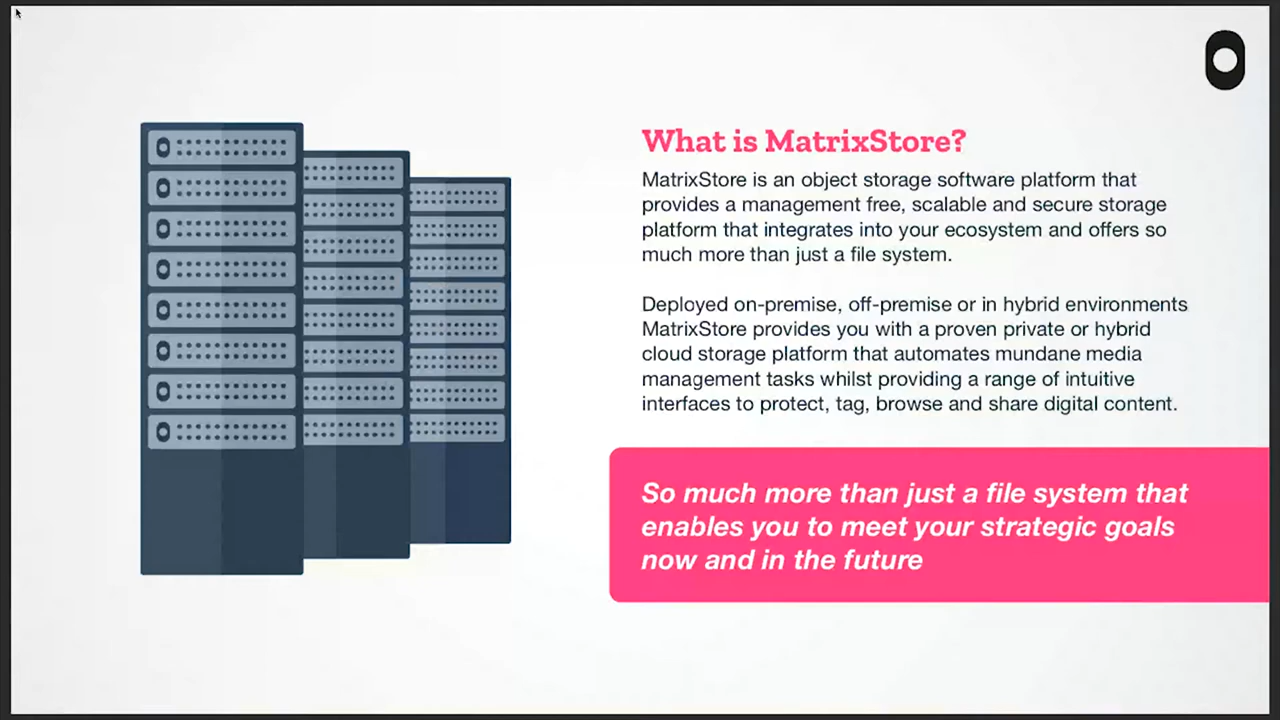 What is MatrixStore?
MatrixStore is an object storage software platform that
provides a management free, scalable and secure storage
platform that integrates into your ecosystem and offers so
much more than just a file system.
Deployed on-premise, off-premise or in hybrid environments
MatrixStore provides you with a proven private or hybrid
cloud storage platform that automates mundane media
management tasks whilst providing a range of intuitive
interfaces to protect, tag, browse and share digital content.
So much more than just a file system that
enables you to meet your strategic goals
now and in the future